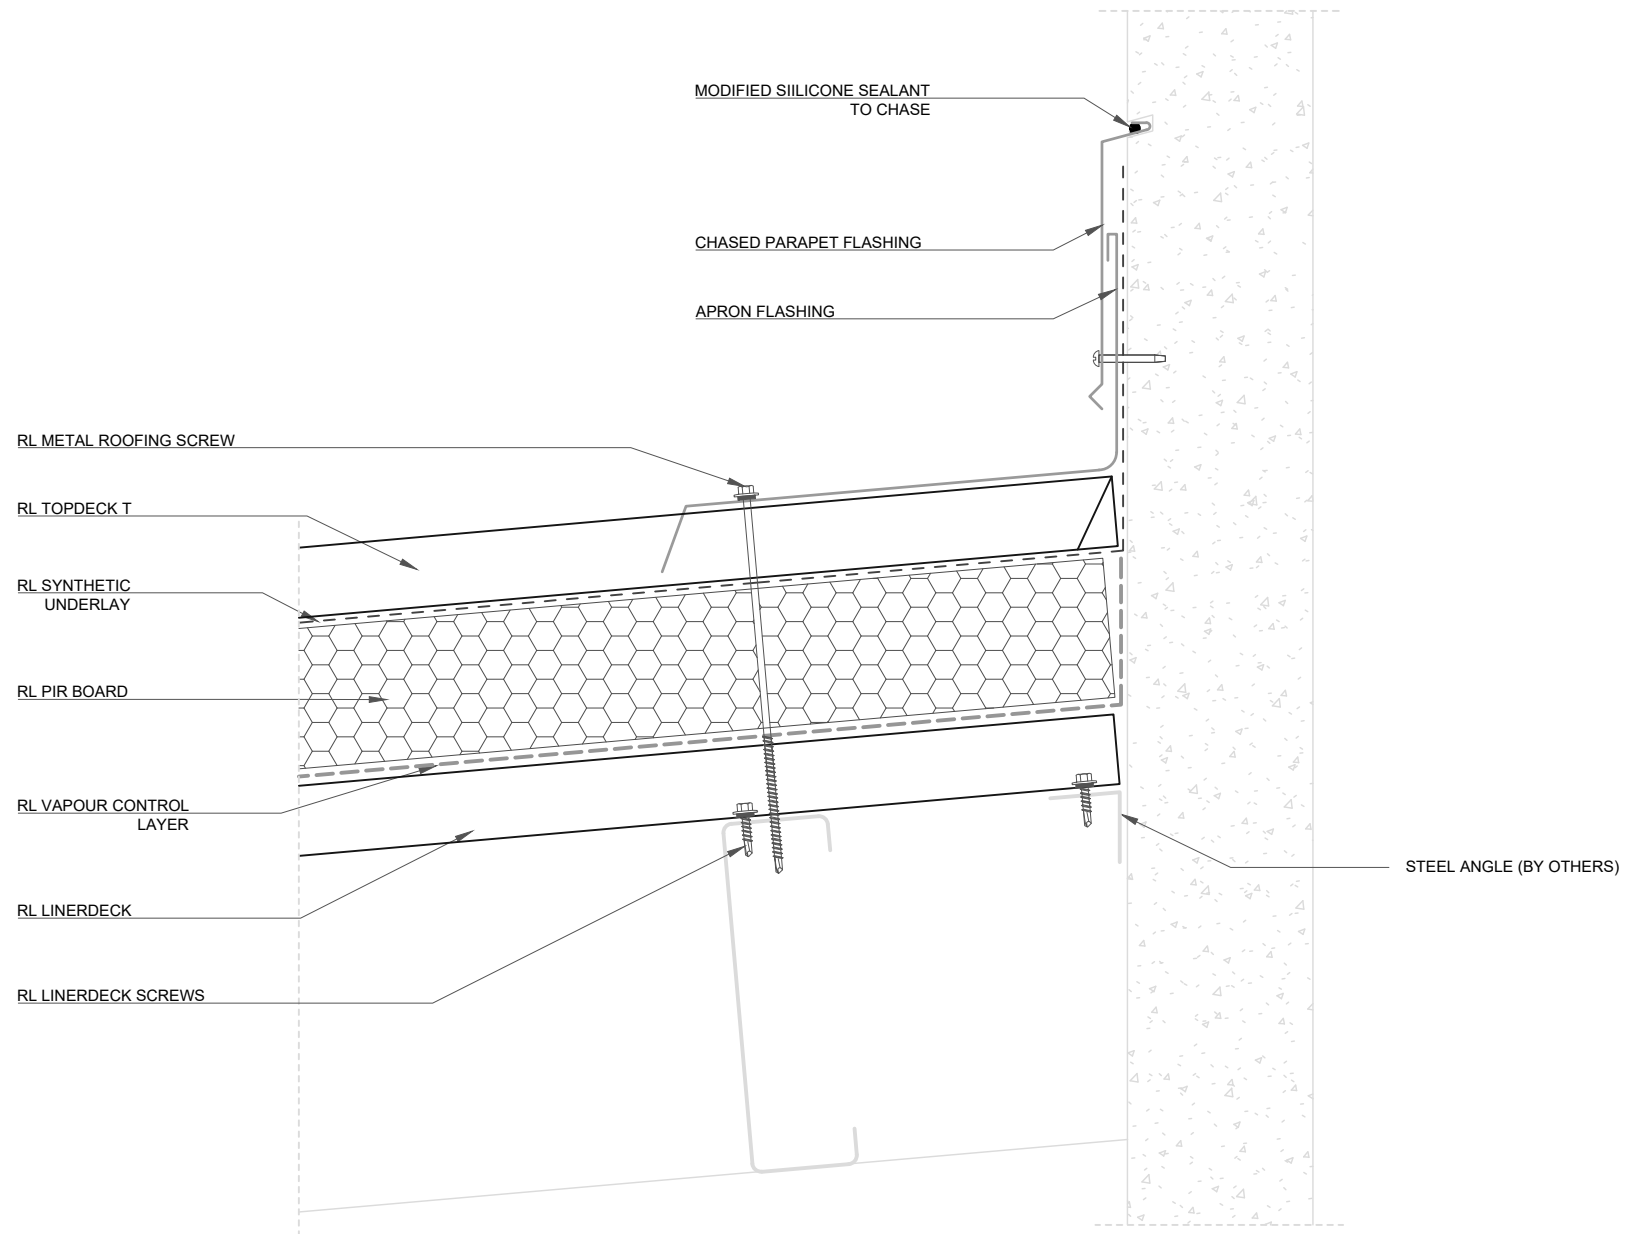 MODIFIED SIILICONE SEALANT
TO CHASE
CHASED PARAPET FLASHING
APRON FLASHING
RL METAL ROOFING SCREW
RL TOPDECK T
RL SYNTHETIC
UNDERLAY
RL PIR BOARD
RL VAPOUR CONTROL
LAYER
STEEL ANGLE (BY OTHERS)
RL LINERDECK
RL LINERDECK SCREWS